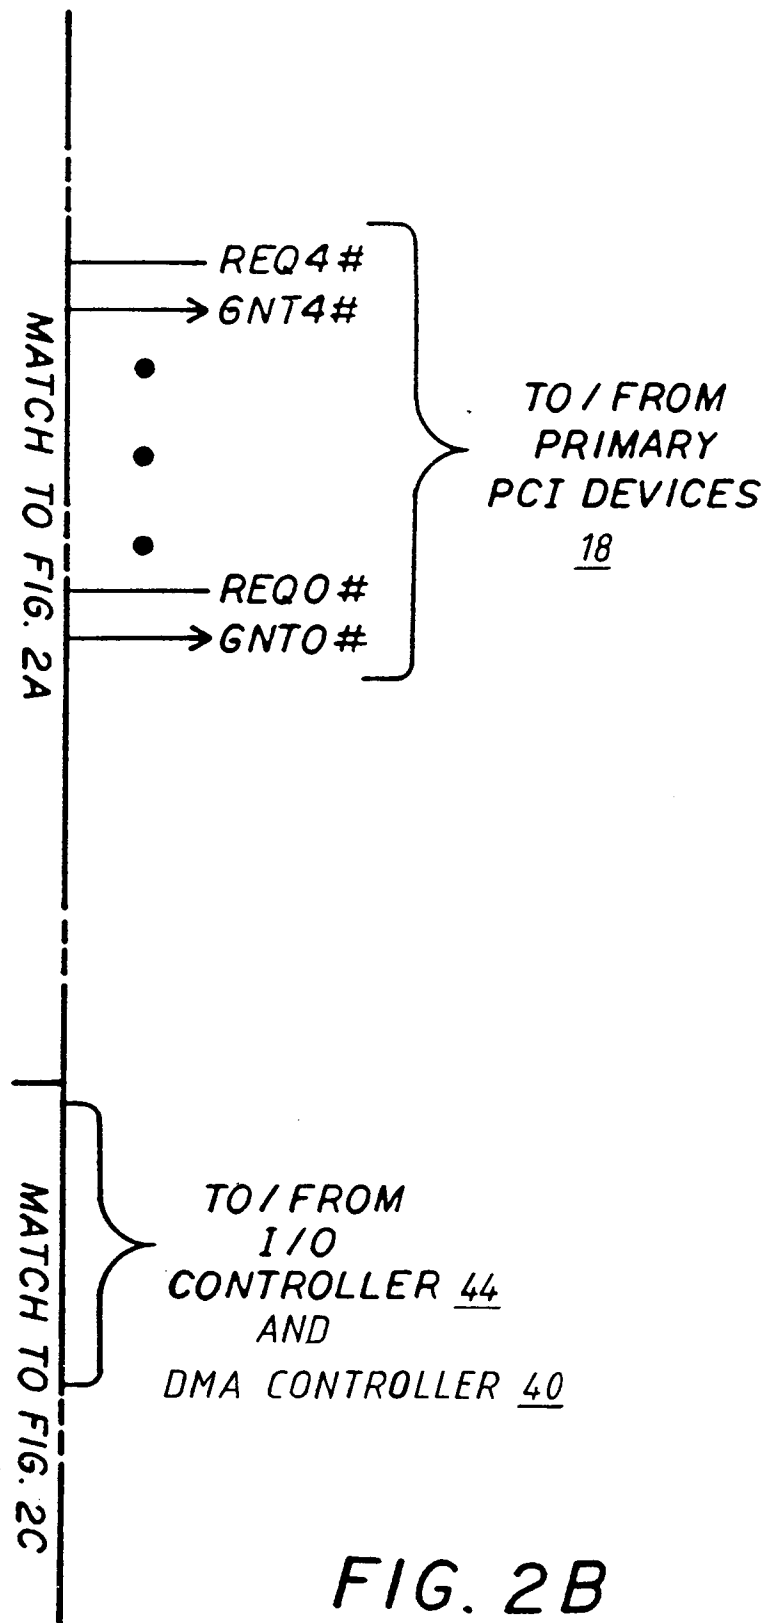 REQ4#
GNT4#
MATCH TO FIG. 2A
TO/FROM
PRIMARY
PCI DEVICES
18
REQ0#
GNT0#
MATCH TO FIG. 2C
TO/FROM
I/O
CONTROLLER 44
AND
DMA CONTROLLER 40
FIG. 2B